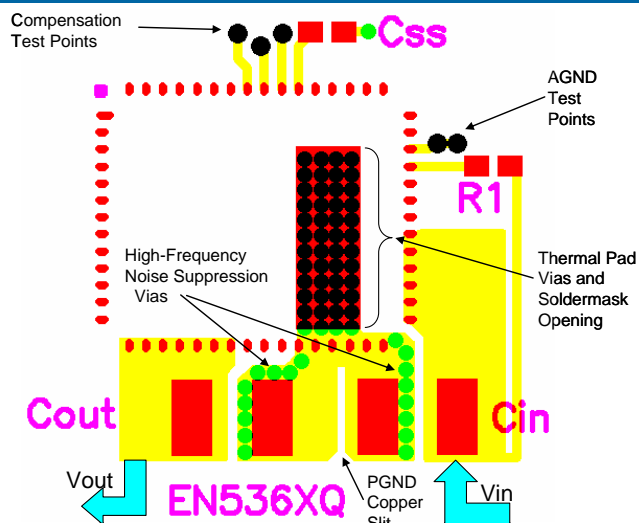 Compensation
Test Points
Css
AGND
Test
Points
R1
High-Frequency
Noise Suppression
Vias
Thermal Pad
Vias and
Soldermask
Opening
Cout
Cin
Vout
EN536XQ
PGND
Copper
Slit
Vin